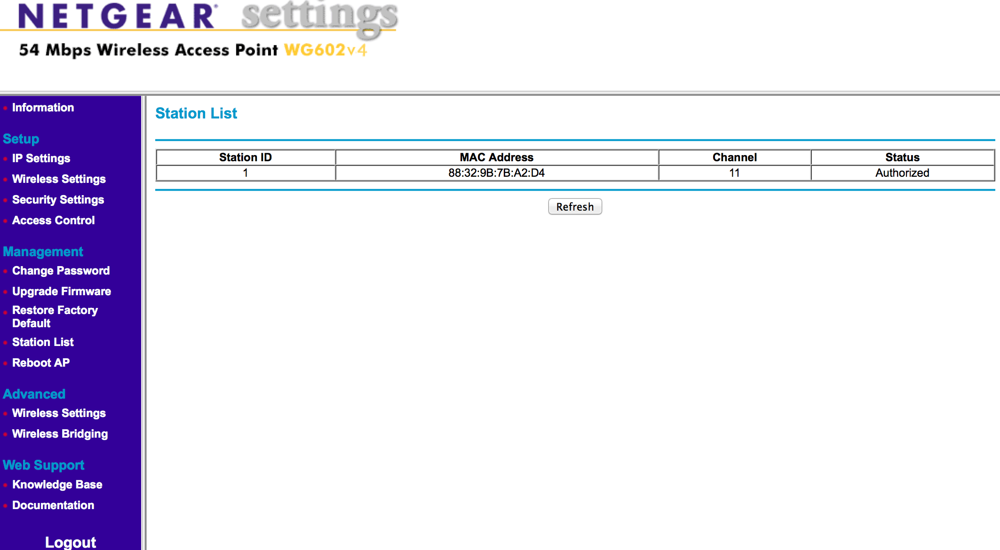 NETGEAR® settings
54 Mbps Wireless Access Point WG602v4
Information
Setup
IP Settings
Wireless Settings
Security Settings
Access Control
Management
Change Password
Upgrade Firmware
Restore Factory
Default
Station List
Reboot AP
Advanced
Wireless Settings
Wireless Bridging
Web Support
Knowledge Base
Documentation
Logout
Station List
Station ID MAC Address Channel Status
1 88:32:9B:7B:A2:D4 11 Authorized
Refresh